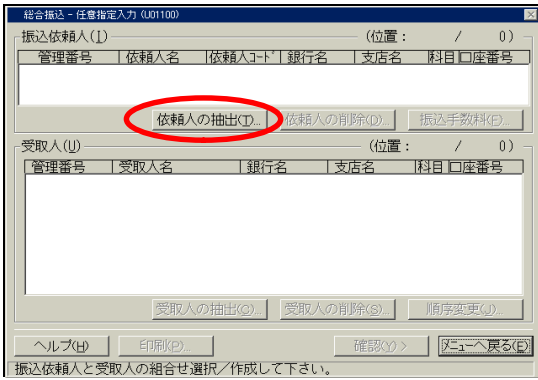 総合振込 - 任意指定入力 (U01100)
振込依頼人(I) (位置: / 0)
管理番号 依頼人名 依頼人コード 銀行名 支店名 科目 口座番号
依頼人の抽出(T)... 依頼人の削除(D)... 振込手数料(F)...
受取人(U) (位置: / 0)
管理番号 受取人名 銀行名 支店名 科目 口座番号
受取人の抽出(C)... 受取人の削除(S)... 順序変更(J)...
ヘルプ(H) 印刷(P)... 確認(Y) > メニューへ戻る(E)
振込依頼人と受取人の組合せ選択/作成して下さい。